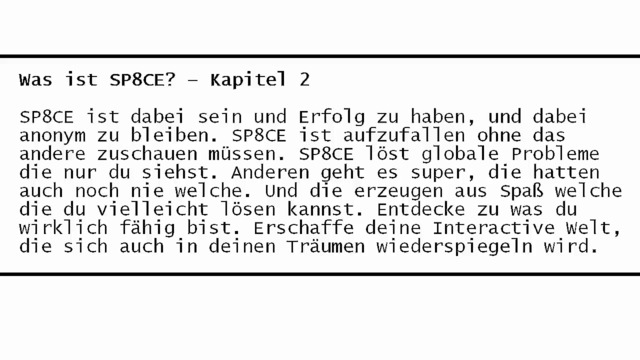 Was ist SP8CE? – Kapitel 2
SP8CE ist dabei sein und Erfolg zu haben, und dabei
anonym zu bleiben. SP8CE ist aufzufallen ohne das
andere zuschauen müssen. SP8CE löst globale Probleme
die nur du siehst. Anderen geht es super, die hatten
auch noch nie welche. Und die erzeugen aus Spaß welche
die du vielleicht lösen kannst. Entdecke zu was du
wirklich fähig bist. Erschaffe deine Interactive Welt,
die sich auch in deinen Träumen wiederspiegeln wird.